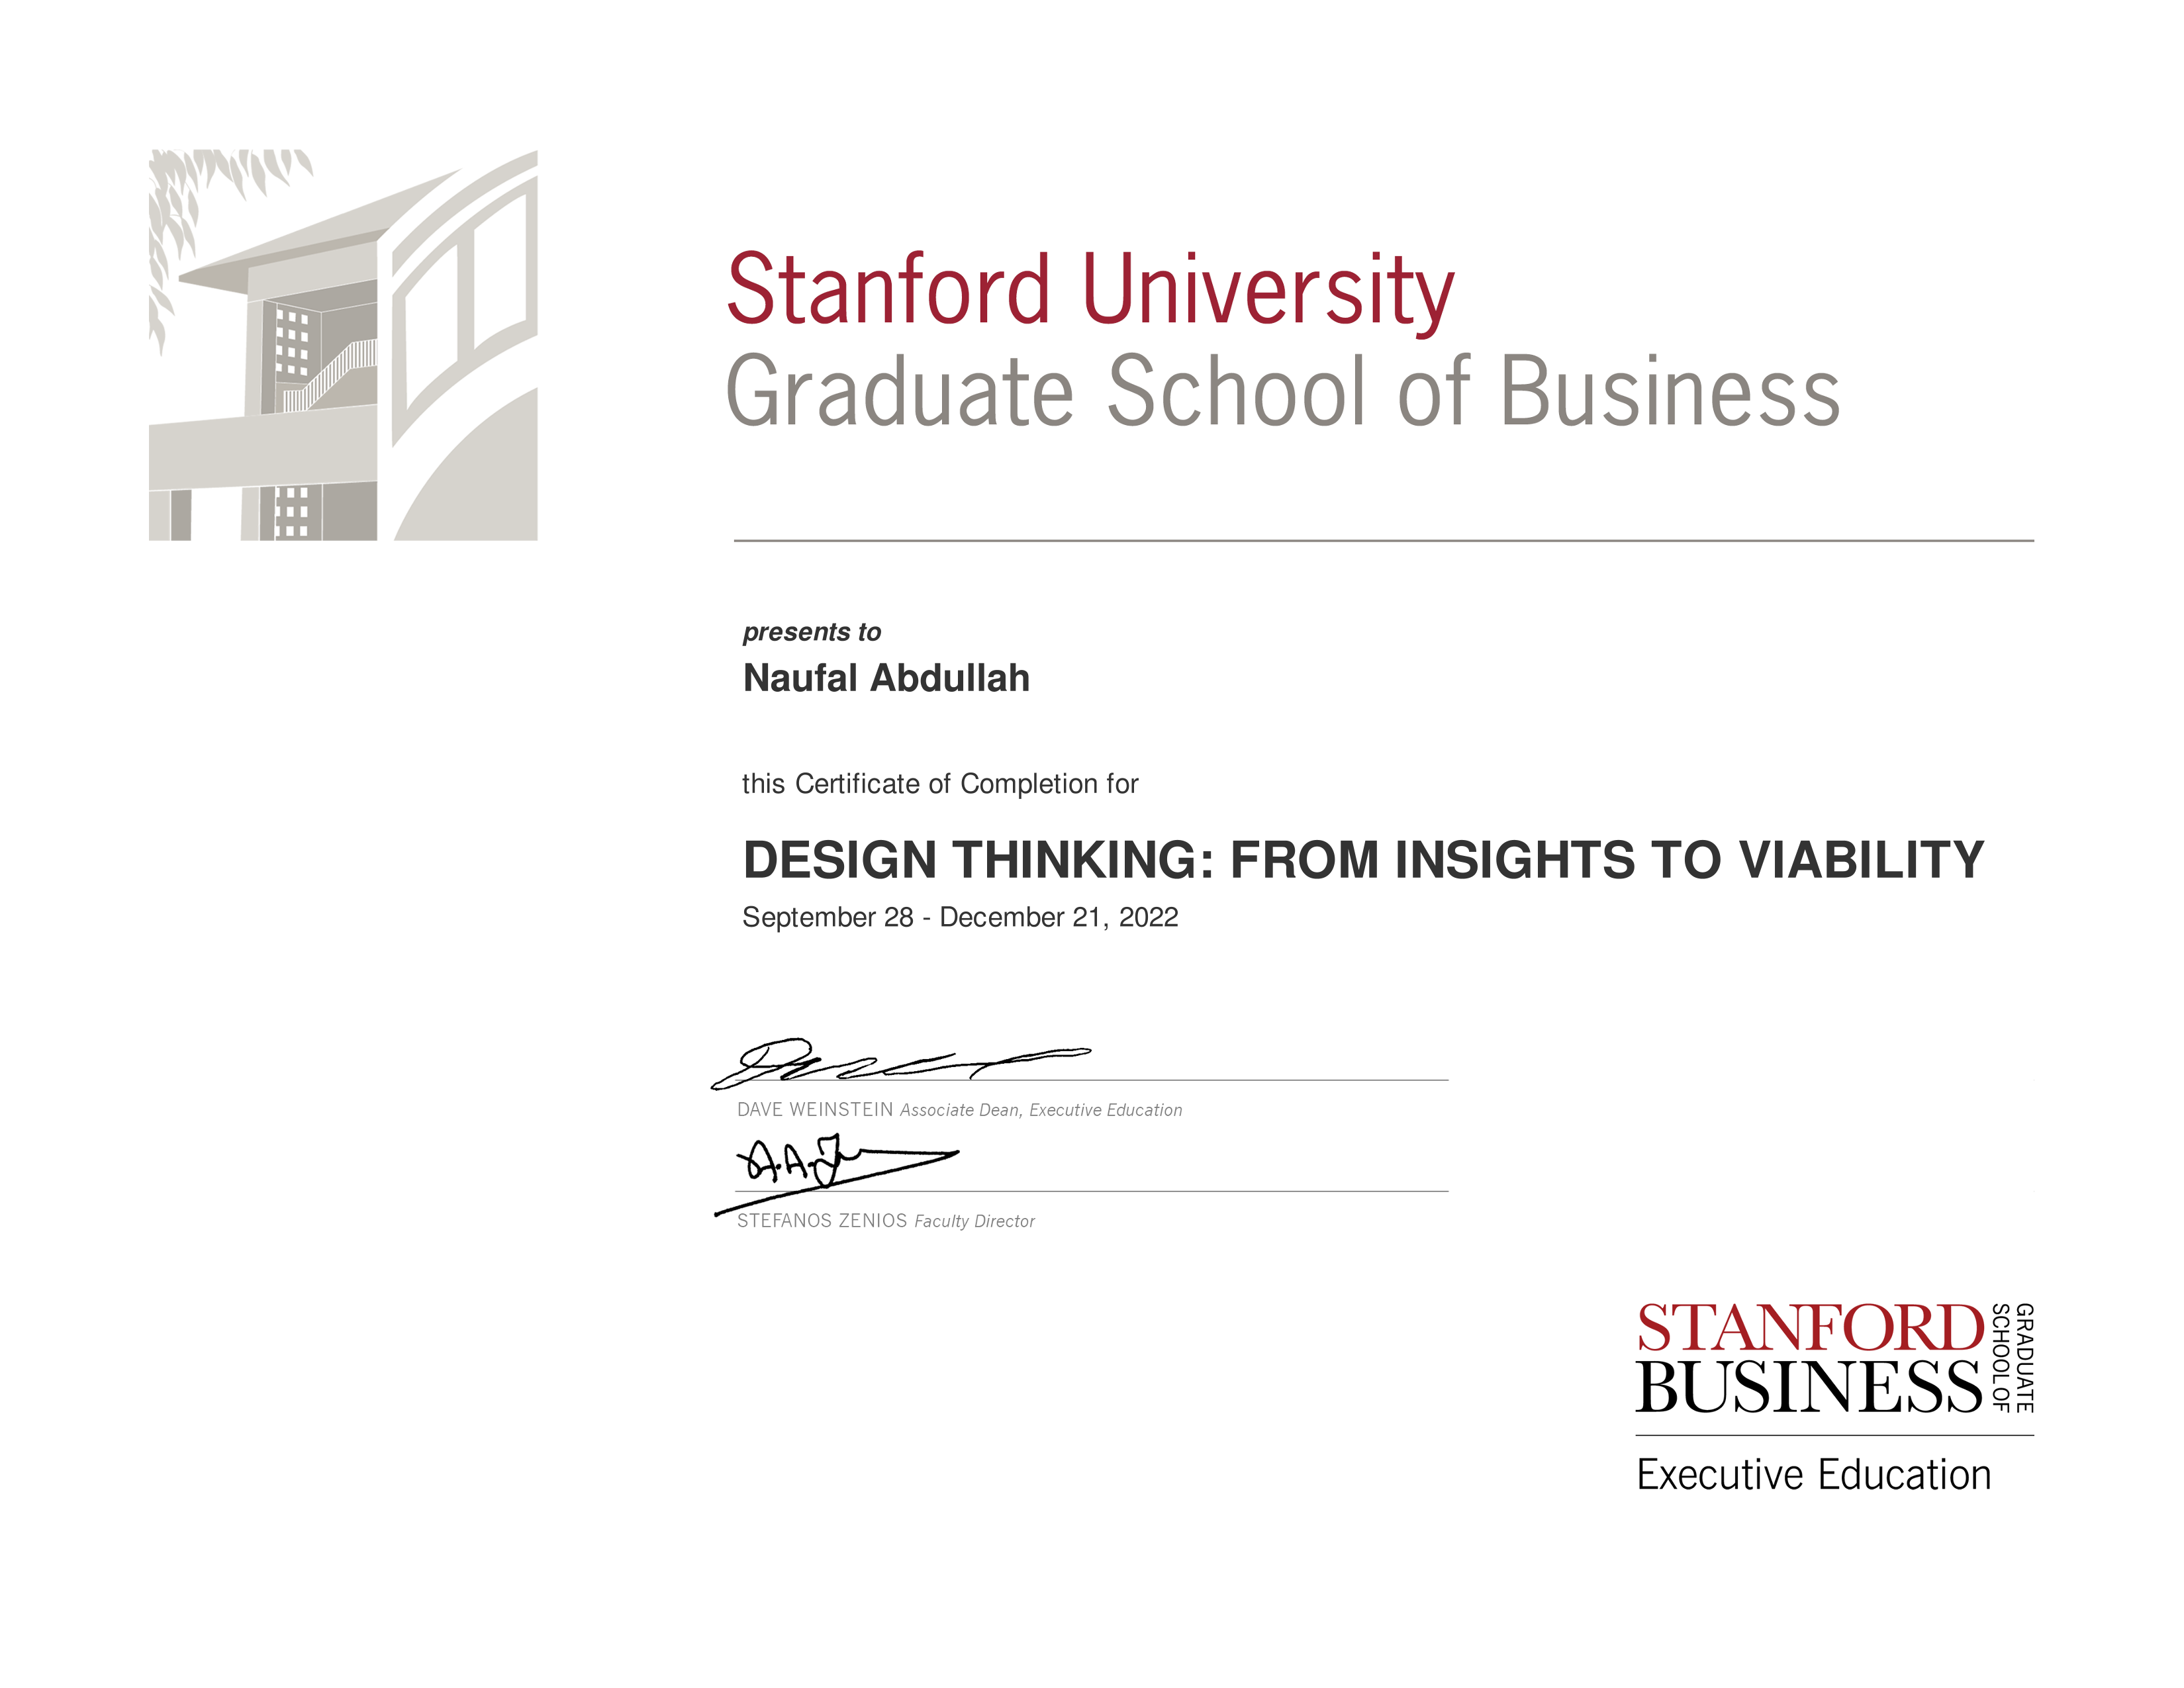 Stanford University
Graduate School of Business
presents to
Naufal Abdullah
this Certificate of Completion for
DESIGN THINKING: FROM INSIGHTS TO VIABILITY
September 28 - December 21, 2022
DAVE WEINSTEIN Associate Dean, Executive Education
STEFANOS ZENIOS Faculty Director
STANFORD
BUSINESS
GRADUATE
SCHOOL OF
Executive Education